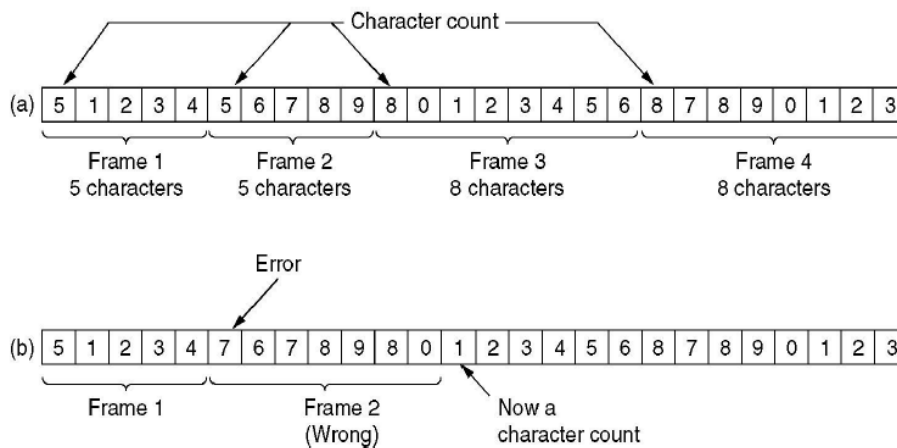 Character count
(a) 5 1 2 3 4 5 6 7 8 9 8 0 1 2 3 4 5 6 8 7 8 9 0 1 2 3
Frame 1 Frame 2 Frame 3 Frame 4
5 characters 5 characters 8 characters 8 characters
Error
(b) 5 1 2 3 4 7 6 7 8 9 8 0 1 2 3 4 5 6 8 7 8 9 0 1 2 3
Frame 1 Frame 2 Now a
(Wrong) character count